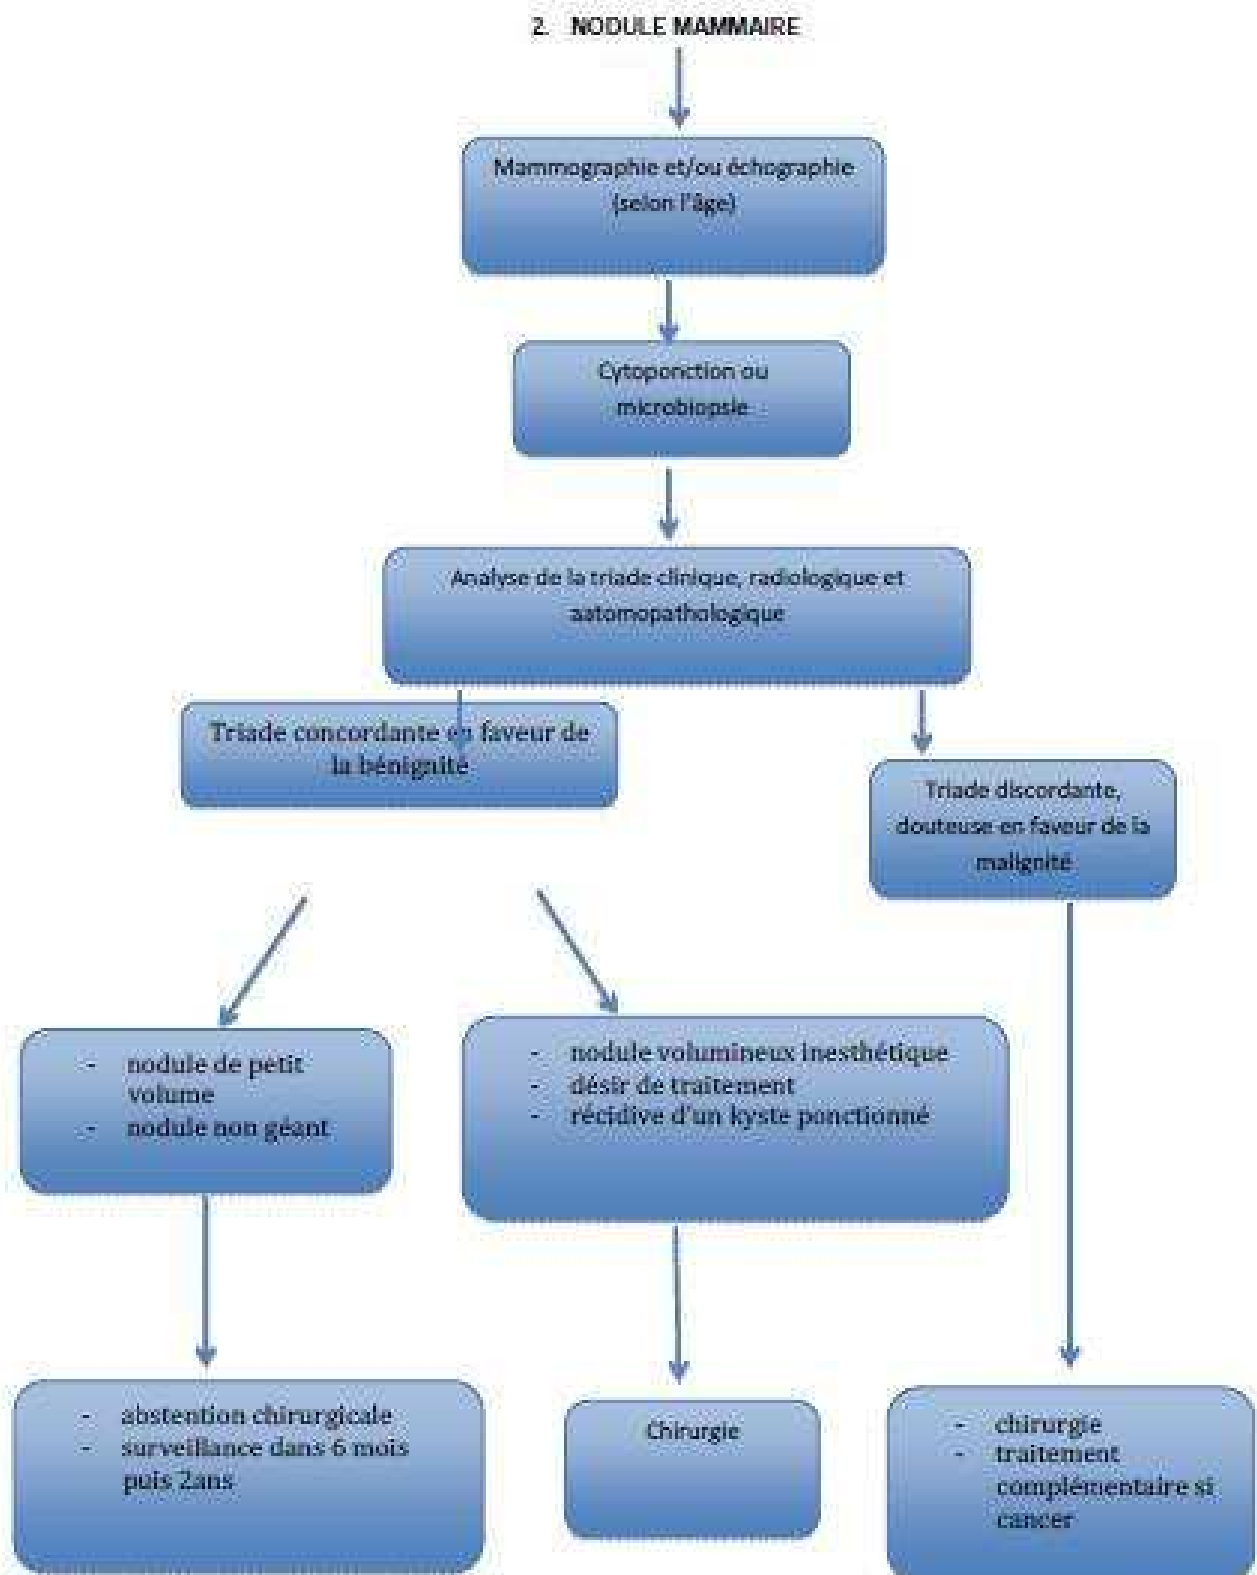 2. NODULE MAMMAIRE
Mammographie et/ou échographie
(selon l'âge)
Cytoponction ou
microbiopsie
Analyse de la triade clinique, radiologique et
aatomopathologique
Triade concordante en faveur de
la bénignité
Triade discordante,
douteuse en faveur de la
malignité
- nodule de petit
volume
- nodule non géant
- nodule volumineux inesthétique
- désir de traitement
- récidive d'un kyste ponctionné
- abstention chirurgicale
- surveillance dans 6 mois
puis 2ans
Chirurgie
- chirurgie
- traitement
complémentaire si
cancer